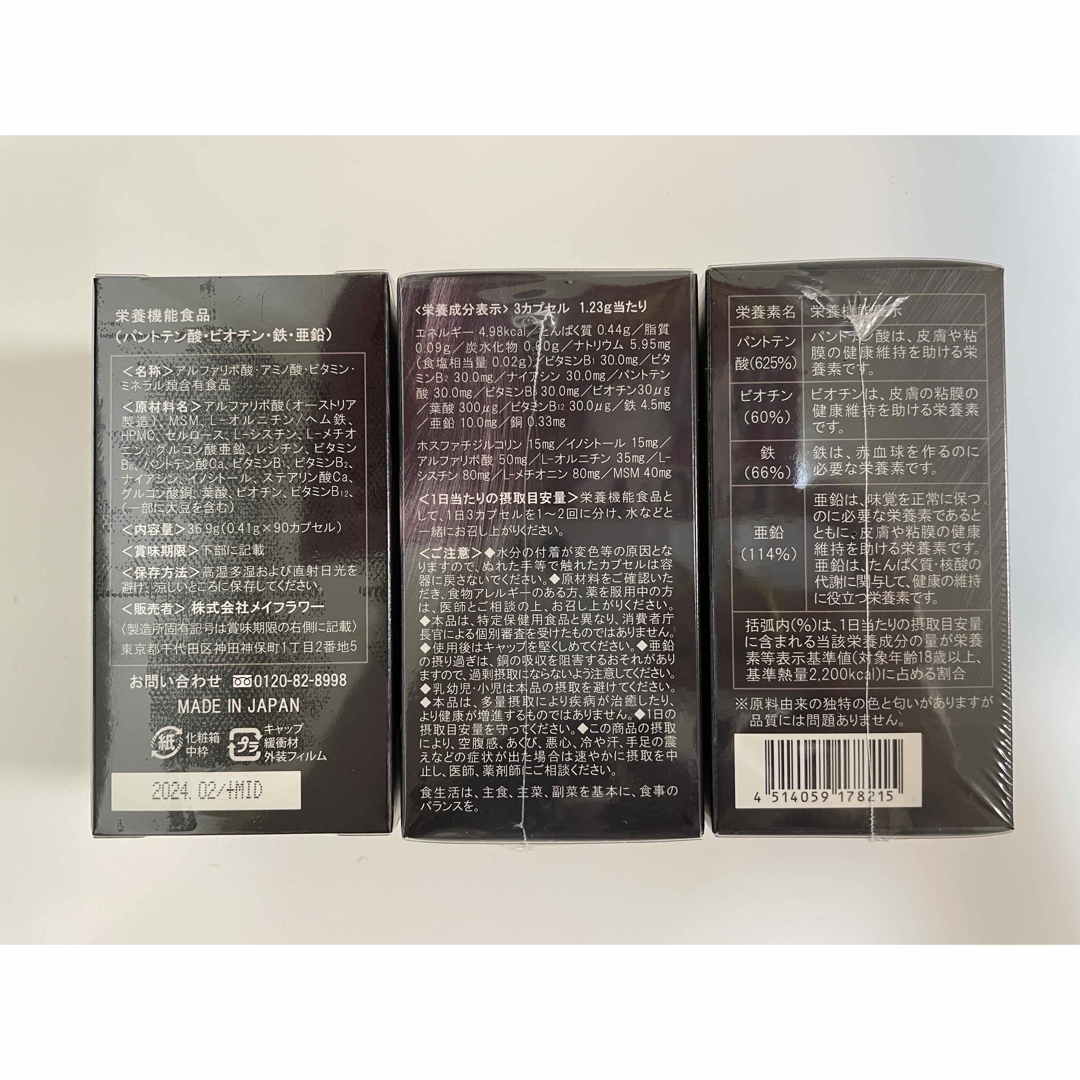 栄養機能食品
(パントテン酸・ビオチン・鉄・亜鉛)
<名称>アルファリポ酸・アミノ酸・ビタミン・
ミネラル類含有食品
<原材料名>アルファリポ酸(オーストリア
製造)、MSM、L-オルニチン、ヘム鉄、
HPMC、セルロース、L-シスチン、L-メチオ
ニン、グルコン酸亜鉛、レシチン、ビタミン
B₆、パントテン酸Ca、ビタミンB₁、ビタミンB₂、
ナイアシン、イノシトール、ステアリン酸Ca、
グルコン酸銅、葉酸、ビオチン、ビタミンB₁₂、
(一部に大豆を含む)
<内容量>36.9g(0.41g×90カプセル)
<賞味期限>下部に記載
<保存方法>高温多湿および直射日光を
避け、涼しいところに保存してください。
<販売者>株式会社メイフラワー
〈製造所固有記号は賞味期限の右側に記載〉
東京都千代田区神田神保町1丁目2番地5
お問い合わせ 0120-82-8998
MADE IN JAPAN
紙 化粧箱
中枠
プラ キャップ
緩衝材
外装フィルム
2024.02/+MID
<栄養成分表示>3カプセル 1.23g当たり
エネルギー 4.98kcal/たんぱく質 0.44g/脂質
0.09g/炭水化物 0.60g/ナトリウム 5.95mg
(食塩相当量 0.02g)/ビタミンB₁ 30.0mg/ビタ
ミンB₂ 30.0mg/ナイアシン 30.0mg/パントテン
酸 30.0mg/ビタミンB₆ 30.0mg/ビオチン30μg
/葉酸 300μg/ビタミンB₁₂ 30.0μg/鉄 4.5mg
/亜鉛 10.0mg/銅 0.33mg
ホスファチジルコリン 15mg/イノシトール 15mg/
アルファリポ酸 50mg/L-オルニチン 35mg/L-
シスチン 80mg/L-メチオニン 80mg/MSM 40mg
<1日当たりの摂取目安量>栄養機能食品と
して、1日3カプセルを1～2回に分け、水などと
一緒にお召し上がりください。
<ご注意>◆水分の付着が変色等の原因とな
りますので、ぬれた手等で触れたカプセルは容
器に戻さないでください。◆原材料をご確認いた
だき、食物アレルギーのある方、薬を服用中の方
は、医師とご相談の上、お召し上がりください。
◆本品は、特定保健用食品と異なり、消費者庁
長官による個別審査を受けたものではありません。
◆使用後はキャップを堅くしめてください。◆亜鉛
の摂り過ぎは、銅の吸収を阻害するおそれがあり
ますので、過剰摂取にならないよう注意してください。
◆乳幼児・小児は本品の摂取を避けてください。
◆本品は、多量摂取により疾病が治癒したり、
より健康が増進するものではありません。◆1日の
摂取目安量を守ってください。◆この商品の摂取
により、空腹感、あくび、悪心、冷や汗、手足の震
えなどの症状が出た場合は速やかに摂取を中
止し、医師、薬剤師にご相談ください。
食生活は、主食、主菜、副菜を基本に、食事の
バランスを。
栄養素名 栄養機能表示
パントテン
酸(625%)
パントテン酸は、皮膚や粘
膜の健康維持を助ける栄
養素です。
ビオチン
(60%)
ビオチンは、皮膚の粘膜
の健康維持を助ける栄養素
です。
鉄
(66%)
鉄は、赤血球を作るのに
必要な栄養素です。
亜鉛
(114%)
亜鉛は、味覚を正常に保つ
のに必要な栄養素であると
ともに、皮膚や粘膜の健康
維持を助ける栄養素です。
亜鉛は、たんぱく質・核酸の
代謝に関与して、健康の維持
に役立つ栄養素です。
括弧内(%)は、1日当たりの摂取目安量
に含まれる当該栄養成分の量が栄養
素等表示基準値(対象年齢18歳以上、
基準熱量2,200kcal)に占める割合
※原料由来の独特の色と匂いがありますが
品質には問題ありません。
4 514059 178215